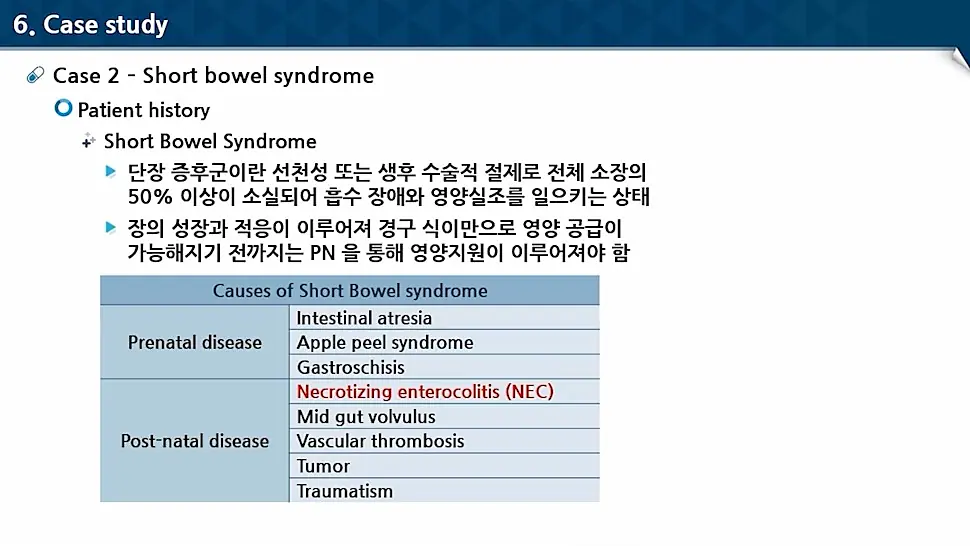 6. Case study
Case 2 - Short bowel syndrome
Patient history
Short Bowel Syndrome
단장 증후군이란 선천성 또는 생후 수술적 절제로 전체 소장의
50% 이상이 소실되어 흡수 장애와 영양실조를 일으키는 상태
장의 성장과 적응이 이루어져 경구 식이만으로 영양 공급이
가능해지기 전까지는 PN 을 통해 영양지원이 이루어져야 함
Causes of Short Bowel syndrome
Prenatal disease
Intestinal atresia
Apple peel syndrome
Gastroschisis
Post-natal disease
Necrotizing enterocolitis (NEC)
Mid gut volvulus
Vascular thrombosis
Tumor
Traumatism